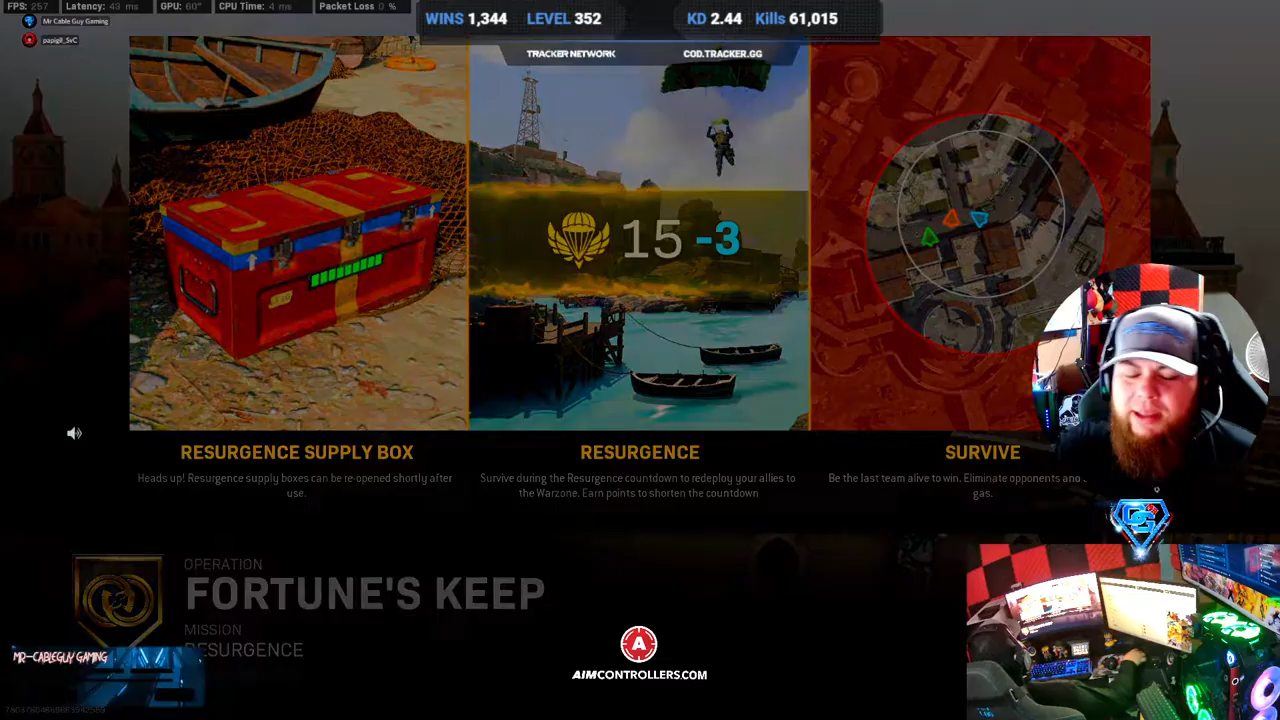 FPS: 257 Latency: 43 ms GPU: 60° CPU Time: 4 ms Packet Loss 0 %
WINS 1,344 LEVEL 352 KD 2.44 Kills 61,015
Mr Cable Guy Gaming
papigil_SvC
TRACKER NETWORK COD.TRACKER.GG
15 -3
RESURGENCE SUPPLY BOX
Heads up! Resurgence supply boxes can be re-opened shortly after
use.
RESURGENCE
Survive during the Resurgence countdown to redeploy your allies to
the Warzone. Earn points to shorten the countdown
SURVIVE
Be the last team alive to win. Eliminate opponents and
gas.
OPERATION
FORTUNE'S KEEP
MISSION
RESURGENCE
MR-CABLEGUY GAMING
A
AIMCONTROLLERS.COM